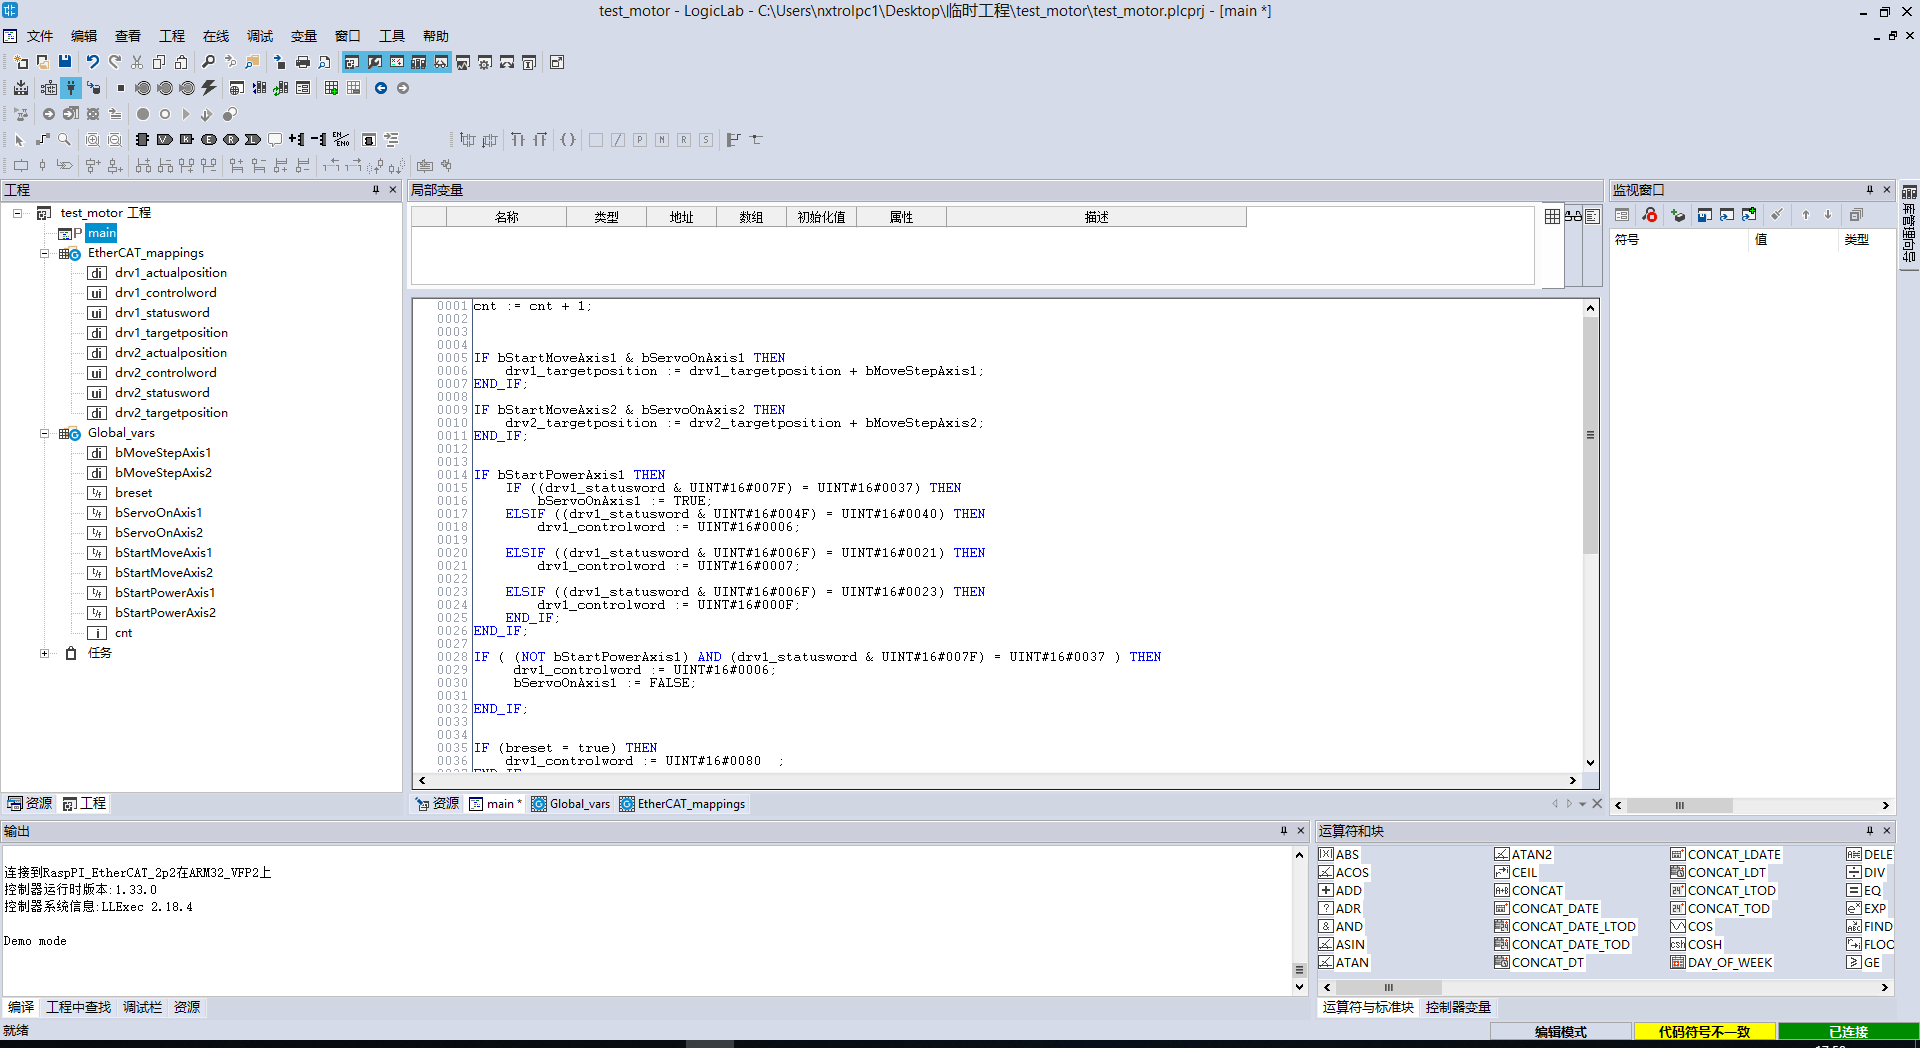 test_motor - LogicLab - C:\Users\nxtrolpc1\Desktop\临时工程\test_motor\test_motor.plcprj - [main *]
文件 编辑 查看 工程 在线 调试 变量 窗口 工具 帮助
工程
test_motor 工程
P main
EtherCAT_mappings
di drv1_actualposition
ui drv1_controlword
ui drv1_statusword
di drv1_targetposition
di drv2_actualposition
ui drv2_controlword
ui drv2_statusword
di drv2_targetposition
Global_vars
di bMoveStepAxis1
di bMoveStepAxis2
breset
bServoOnAxis1
bServoOnAxis2
bStartMoveAxis1
bStartMoveAxis2
bStartPowerAxis1
bStartPowerAxis2
i cnt
任务
资源 工程
局部变量
名称 类型 地址 数组 初始化值 属性 描述
0001 cnt := cnt + 1;
0002
0003
0004
0005 IF bStartMoveAxis1 & bServoOnAxis1 THEN
0006 drv1_targetposition := drv1_targetposition + bMoveStepAxis1;
0007 END_IF;
0008
0009 IF bStartMoveAxis2 & bServoOnAxis2 THEN
0010 drv2_targetposition := drv2_targetposition + bMoveStepAxis2;
0011 END_IF;
0012
0013
0014 IF bStartPowerAxis1 THEN
0015 IF ((drv1_statusword & UINT#16#007F) = UINT#16#0037) THEN
0016 bServoOnAxis1 := TRUE;
0017 ELSIF ((drv1_statusword & UINT#16#004F) = UINT#16#0040) THEN
0018 drv1_controlword := UINT#16#0006;
0019
0020 ELSIF ((drv1_statusword & UINT#16#006F) = UINT#16#0021) THEN
0021 drv1_controlword := UINT#16#0007;
0022
0023 ELSIF ((drv1_statusword & UINT#16#006F) = UINT#16#0023) THEN
0024 drv1_controlword := UINT#16#000F;
0025 END_IF;
0026 END_IF;
0027
0028 IF ( (NOT bStartPowerAxis1) AND (drv1_statusword & UINT#16#007F) = UINT#16#0037 ) THEN
0029 drv1_controlword := UINT#16#0006;
0030 bServoOnAxis1 := FALSE;
0031
0032 END_IF;
0033
0034
0035 IF (breset = true) THEN
0036 drv1_controlword := UINT#16#0080 ;
资源 main * Global_vars EtherCAT_mappings
监视窗口
符号 值 类型
库管理向导
输出
连接到RaspPI_EtherCAT_2p2在ARM32_VFP2上
控制器运行时版本:1.33.0
控制器系统信息:LLExec 2.18.4
Demo mode
编译 工程中查找 调试栏 资源
运算符和块
ABS ATAN2 CONCAT_LDATE DELE
ACOS CEIL CONCAT_LDT DIV
ADD CONCAT CONCAT_LTOD EQ
ADR CONCAT_DATE CONCAT_TOD EXP
AND CONCAT_DATE_LTOD COS FIND
ASIN CONCAT_DATE_TOD COSH FLOO
ATAN CONCAT_DT DAY_OF_WEEK GE
运算符与标准块 控制器变量
就绪 编辑模式 代码符号不一致 已连接